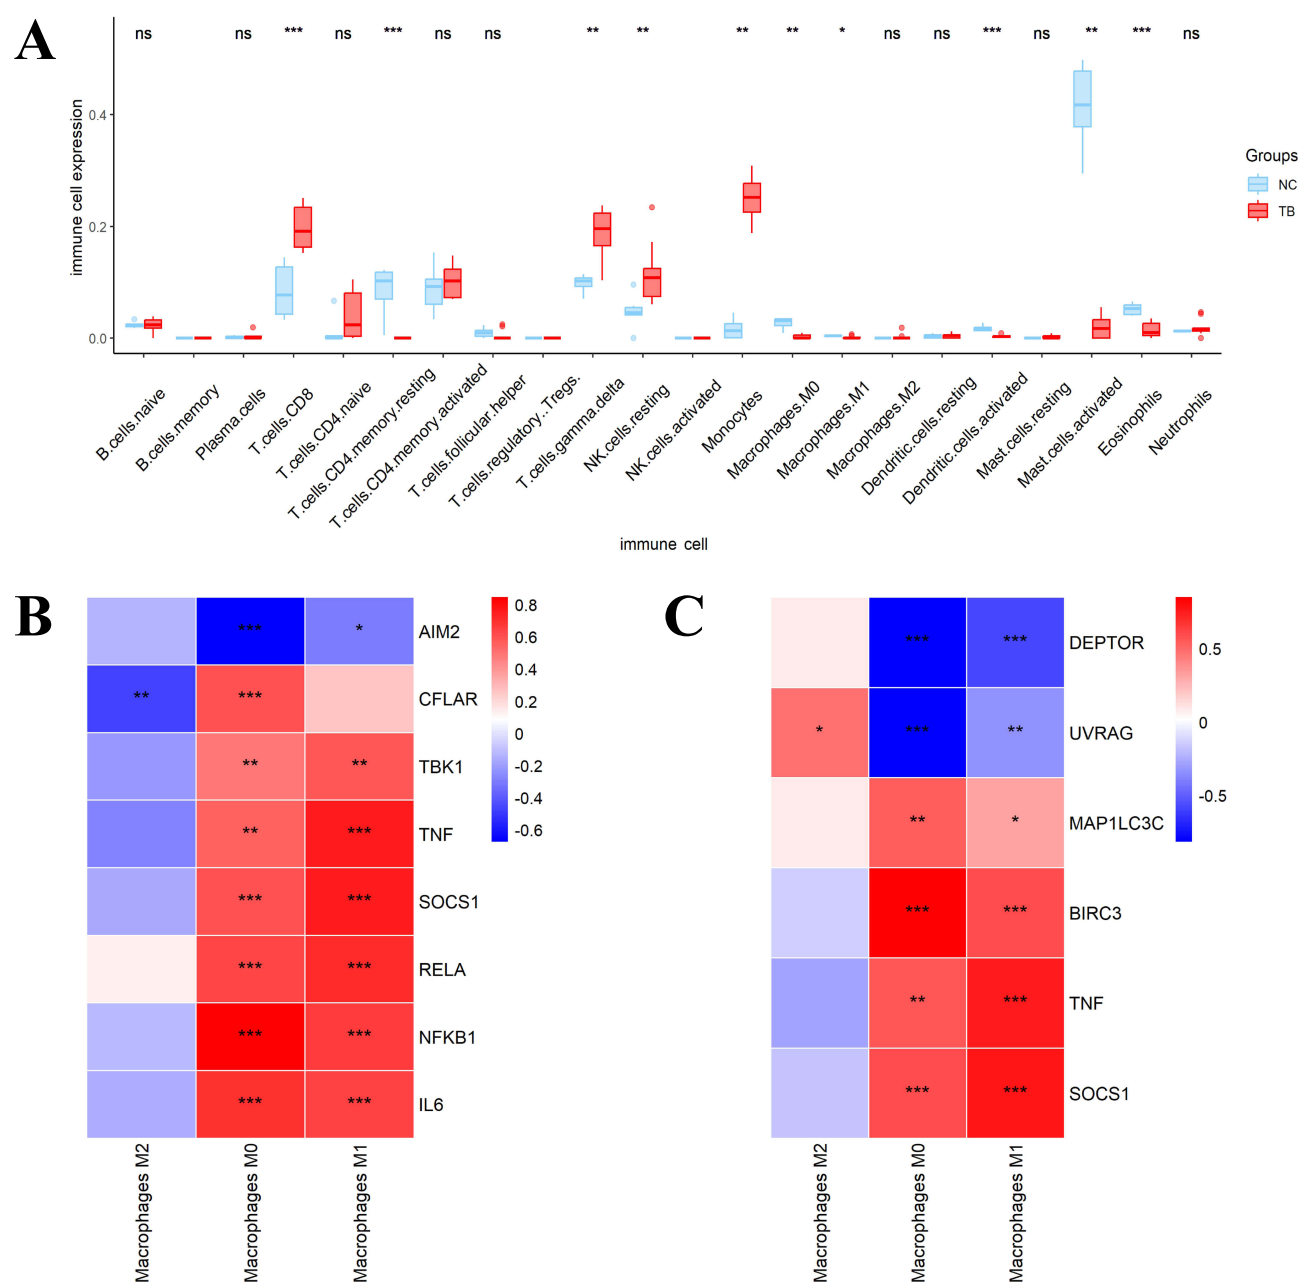 A
ns ns *** ns *** ns ns ** ** ** ** * ns ns *** ns ** *** ns
immune cell expression
0.4
0.2
0.0
Groups
NC
TB
B.cells.naive
B.cells.memory
Plasma.cells
T.cells.CD8
T.cells.CD4.naive
T.cells.CD4.memory.resting
T.cells.CD4.memory.activated
T.cells.follicular.helper
T.cells.regulatory..Tregs.
T.cells.gamma.delta
NK.cells.resting
NK.cells.activated
Monocytes
Macrophages.M0
Macrophages.M1
Macrophages.M2
Dendritic.cells.resting
Dendritic.cells.activated
Mast.cells.resting
Mast.cells.activated
Eosinophils
Neutrophils
immune cell
B
*** * AIM2
** *** CFLAR
** ** TBK1
** *** TNF
*** *** SOCS1
*** *** RELA
*** *** NFKB1
*** *** IL6
0.8
0.6
0.4
0.2
0
-0.2
-0.4
-0.6
Macrophages M2
Macrophages M0
Macrophages M1
C
*** *** DEPTOR
* *** ** UVRAG
** * MAP1LC3C
*** *** BIRC3
** *** TNF
*** *** SOCS1
0.5
0
-0.5
Macrophages M2
Macrophages M0
Macrophages M1